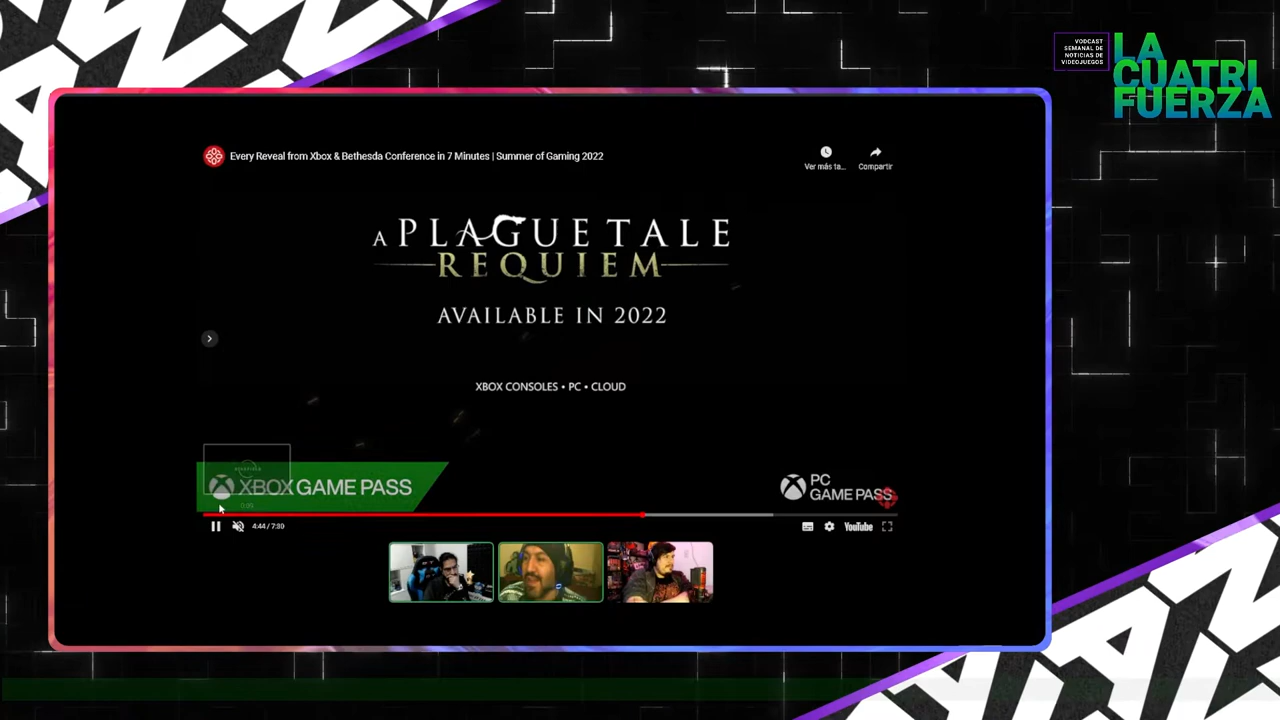 VODCAST
SEMANAL DE
NOTICIAS DE
VIDEOJUEGOS
LA
CUATRI
FUERZA
Every Reveal from Xbox & Bethesda Conference in 7 Minutes | Summer of Gaming 2022
Ver más ta...
Compartir
A PLAGUE TALE
REQUIEM
AVAILABLE IN 2022
XBOX CONSOLES • PC • CLOUD
XBOX GAME PASS
PC
GAME PASS
0:09
4:44 / 7:30
YouTube